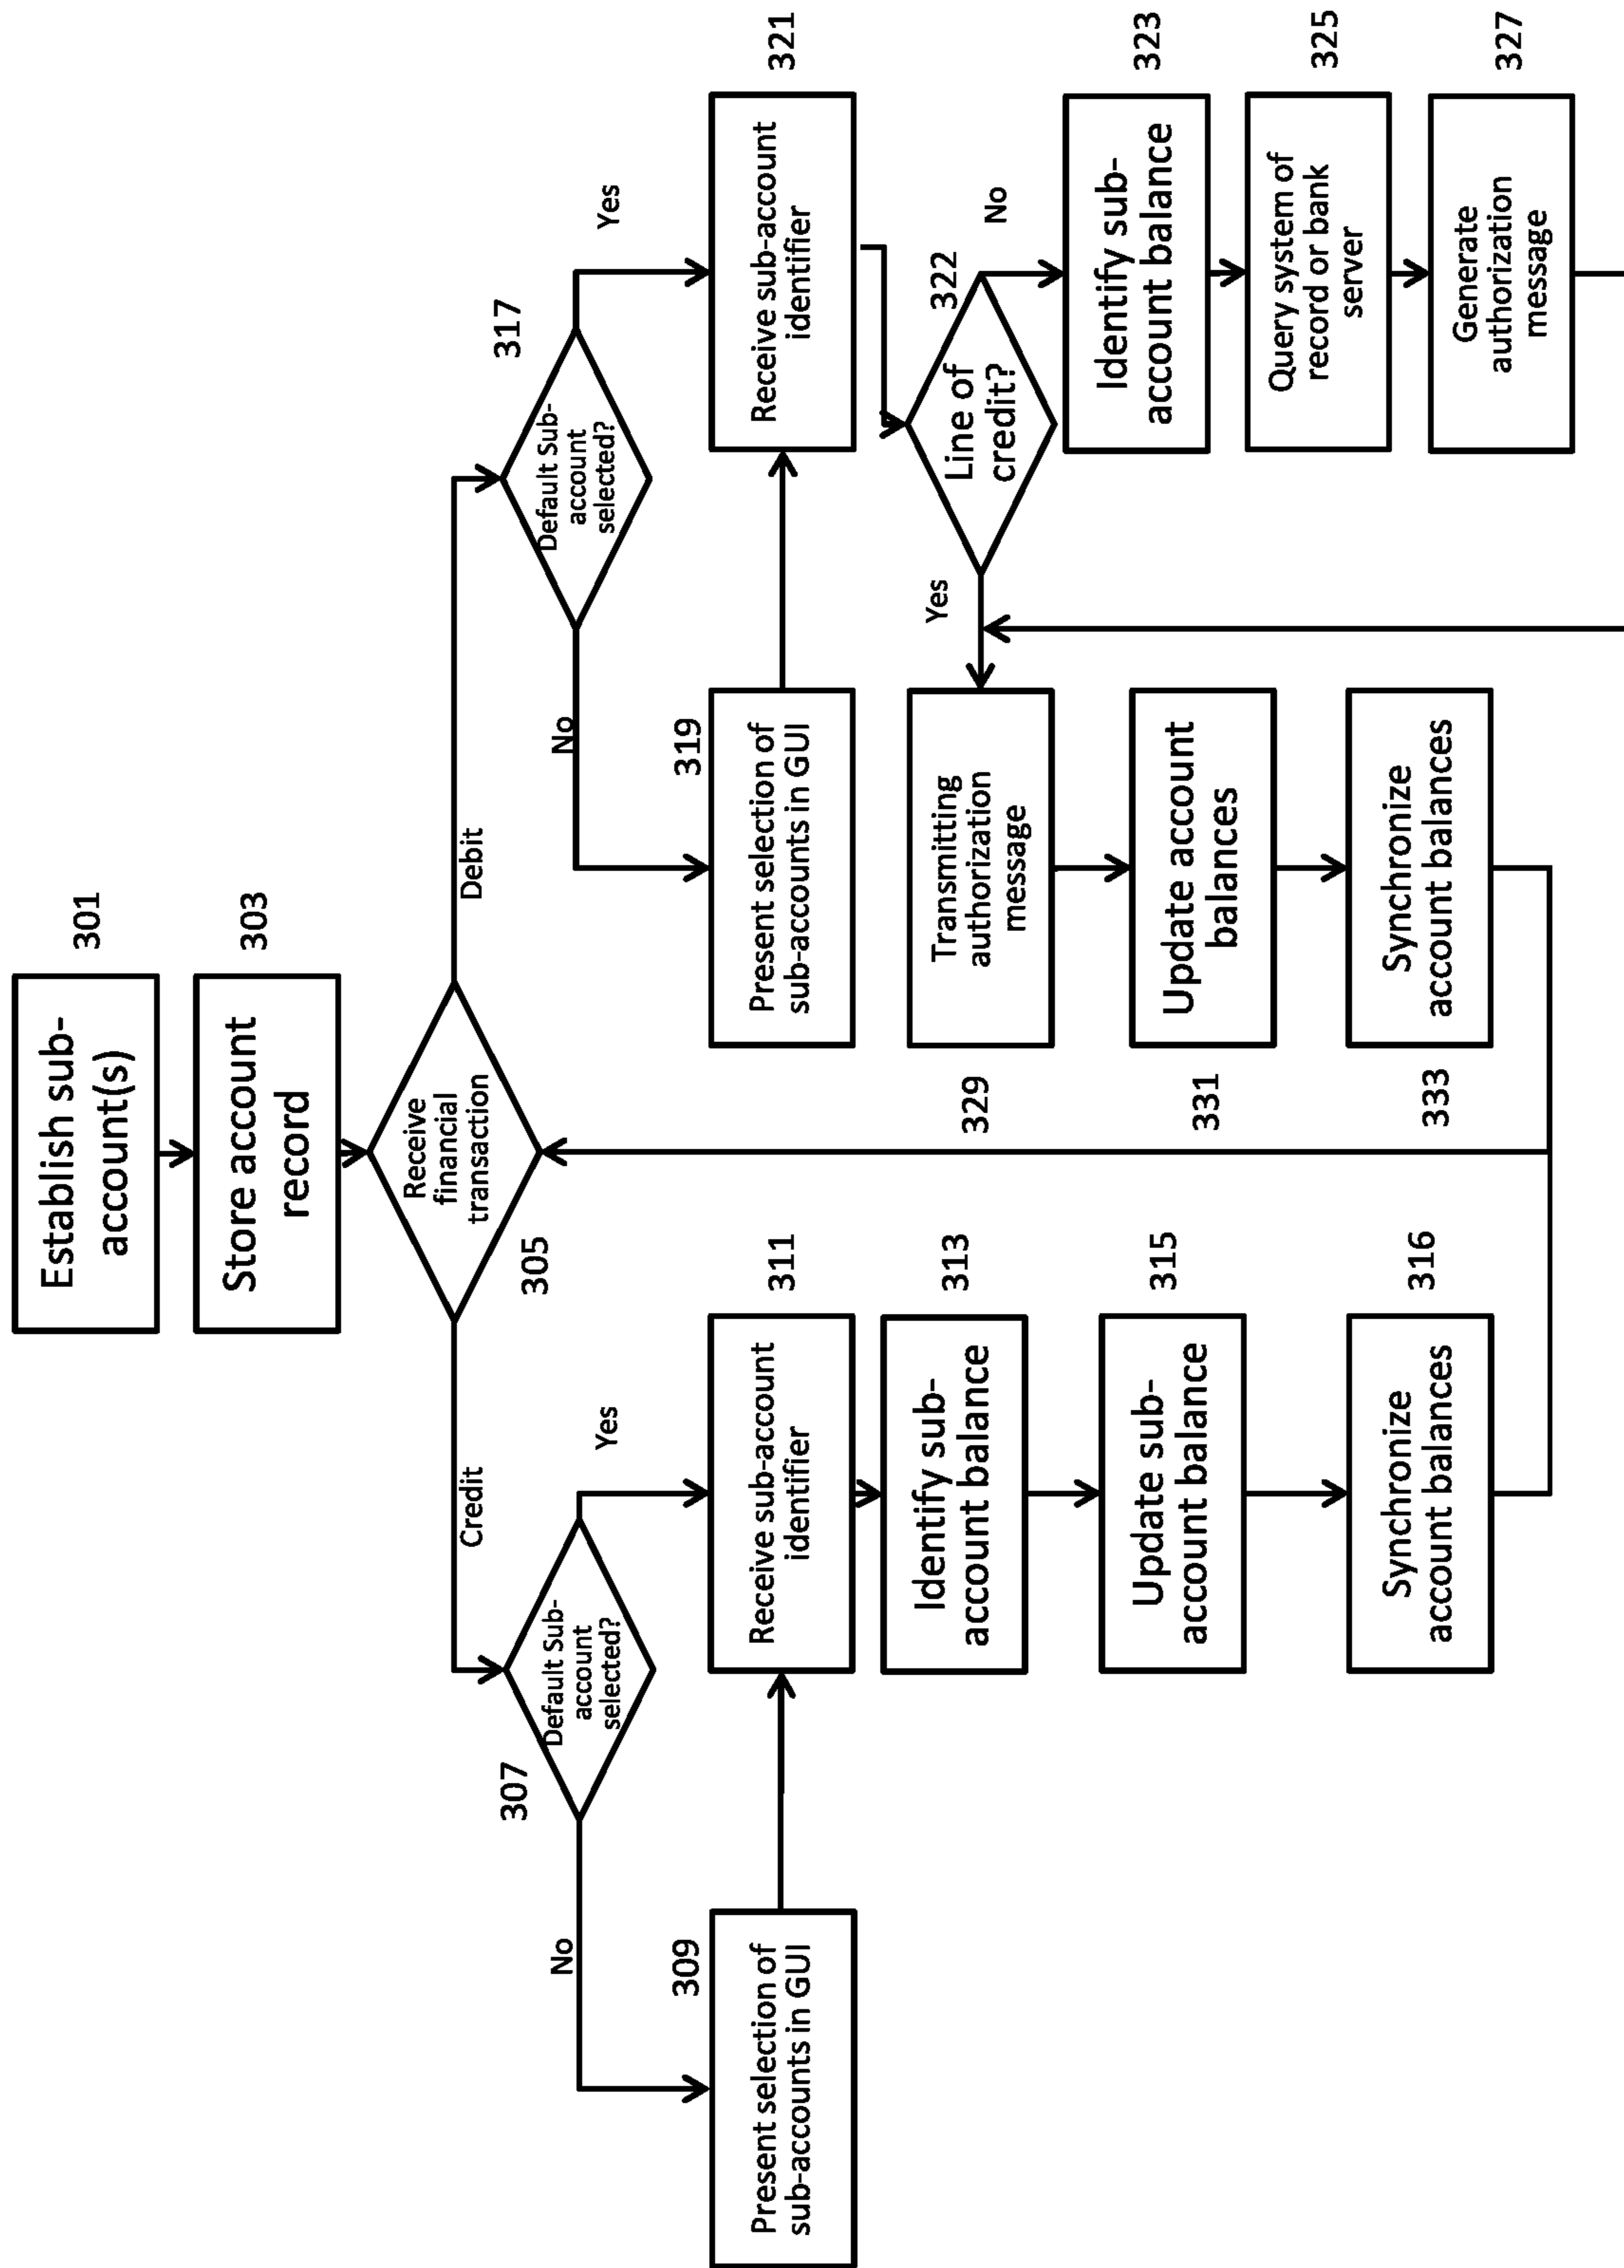 Establish sub-
account(s)
301
Store account
record
303
Receive
financial
transaction
305
Credit
Debit
307
Default Sub-
account
selected?
No
Yes
317
Default Sub-
account
selected?
No
Yes
309
Present selection of
sub-accounts in GUI
Receive sub-account
identifier
311
319
Present selection of
sub-accounts in GUI
Receive sub-account
identifier
321
Identify sub-
account balance
313
Line of
credit?
322
Yes
No
Transmitting
authorization
message
329
Identify sub-
account balance
323
Update sub-
account balance
315
Update account
balances
331
Query system of
record or bank
server
325
Synchronize
account balances
316
Synchronize
account balances
333
Generate
authorization
message
327